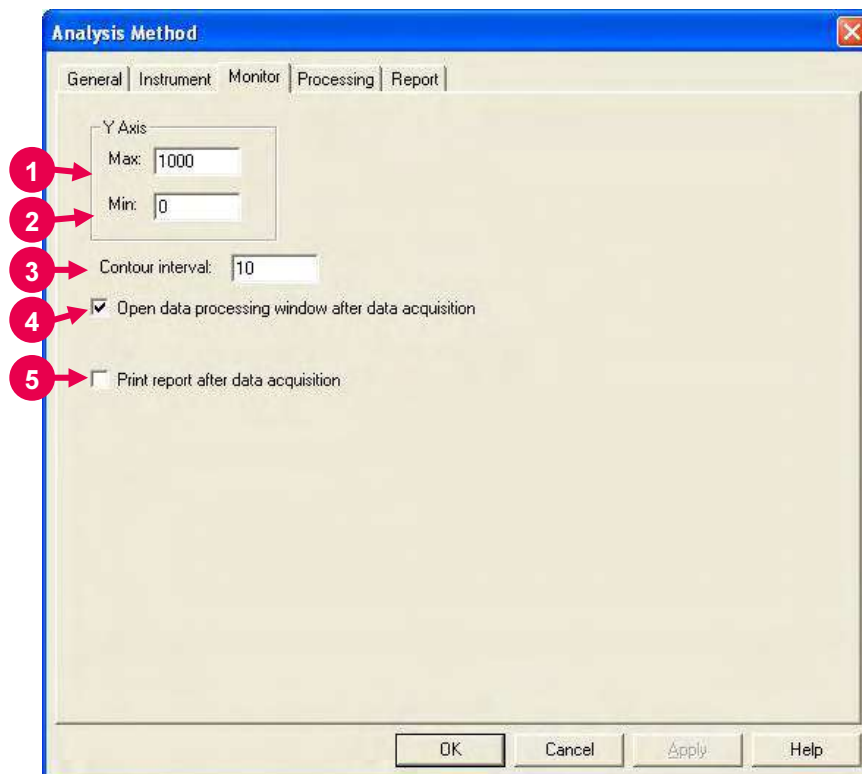 Analysis Method
General Instrument Monitor Processing Report
Y Axis
1 Max: 1000
2 Min: 0
3 Contour interval: 10
4 Open data processing window after data acquisition
5 Print report after data acquisition
OK Cancel Apply Help